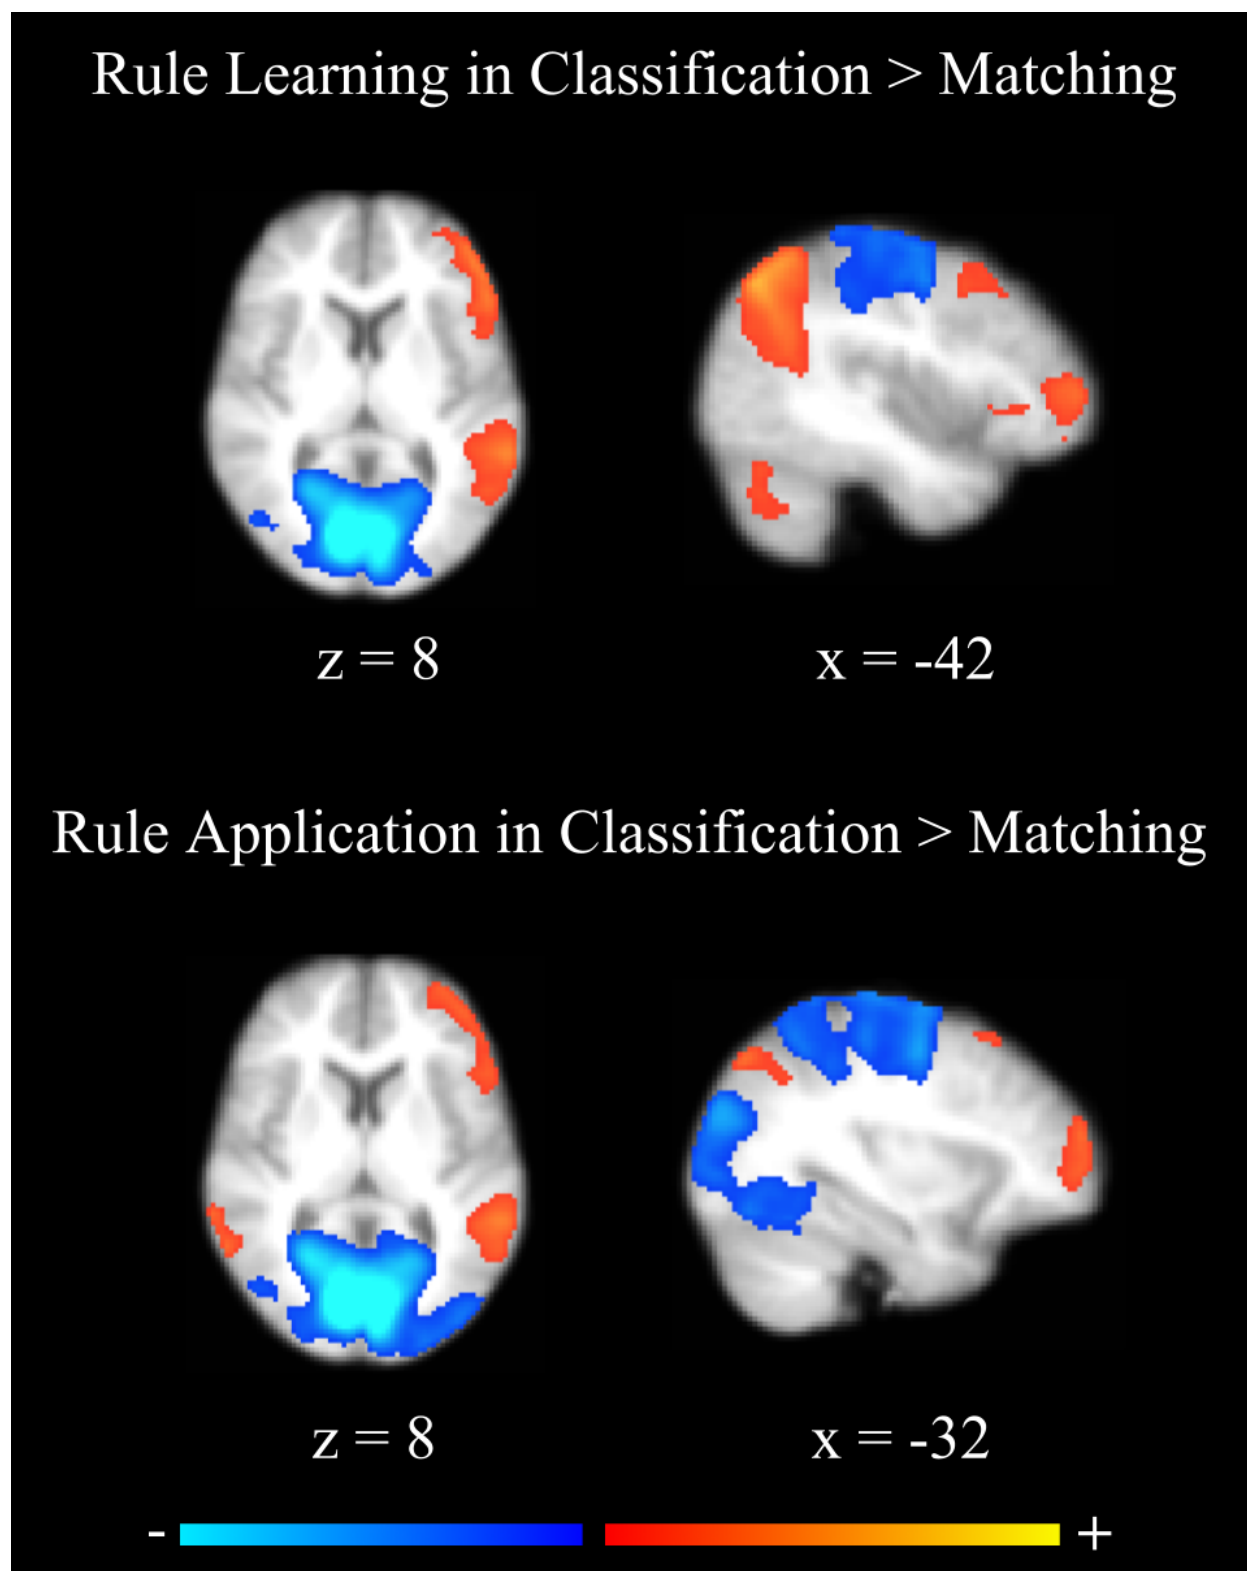 Rule Learning in Classification > Matching
z = 8
x = -42
Rule Application in Classification > Matching
z = 8
x = -32
- +